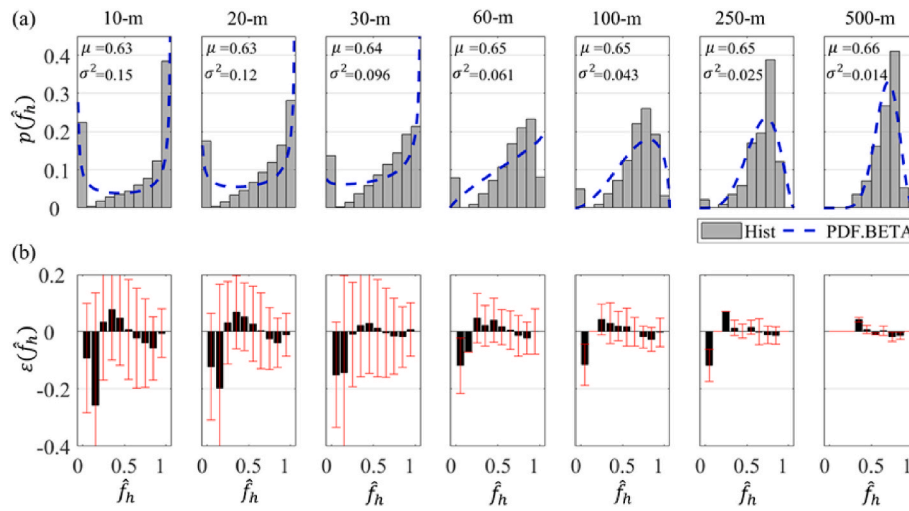 (a)
10-m 20-m 30-m 60-m 100-m 250-m 500-m
μ=0.63 μ=0.63 μ=0.64 μ=0.65 μ=0.65 μ=0.65 μ=0.66
σ²=0.15 σ²=0.12 σ²=0.096 σ²=0.061 σ²=0.043 σ²=0.025 σ²=0.014
0.4
0.3
0.2
0.1
0
p(f̂ₕ)
Hist PDF.BETA
(b)
0.2
0
-0.2
-0.4
ε(f̂ₕ)
0 0.5 1 0 0.5 1 0 0.5 1 0 0.5 1 0 0.5 1 0 0.5 1 0 0.5 1
f̂ₕ f̂ₕ f̂ₕ f̂ₕ f̂ₕ f̂ₕ f̂ₕ